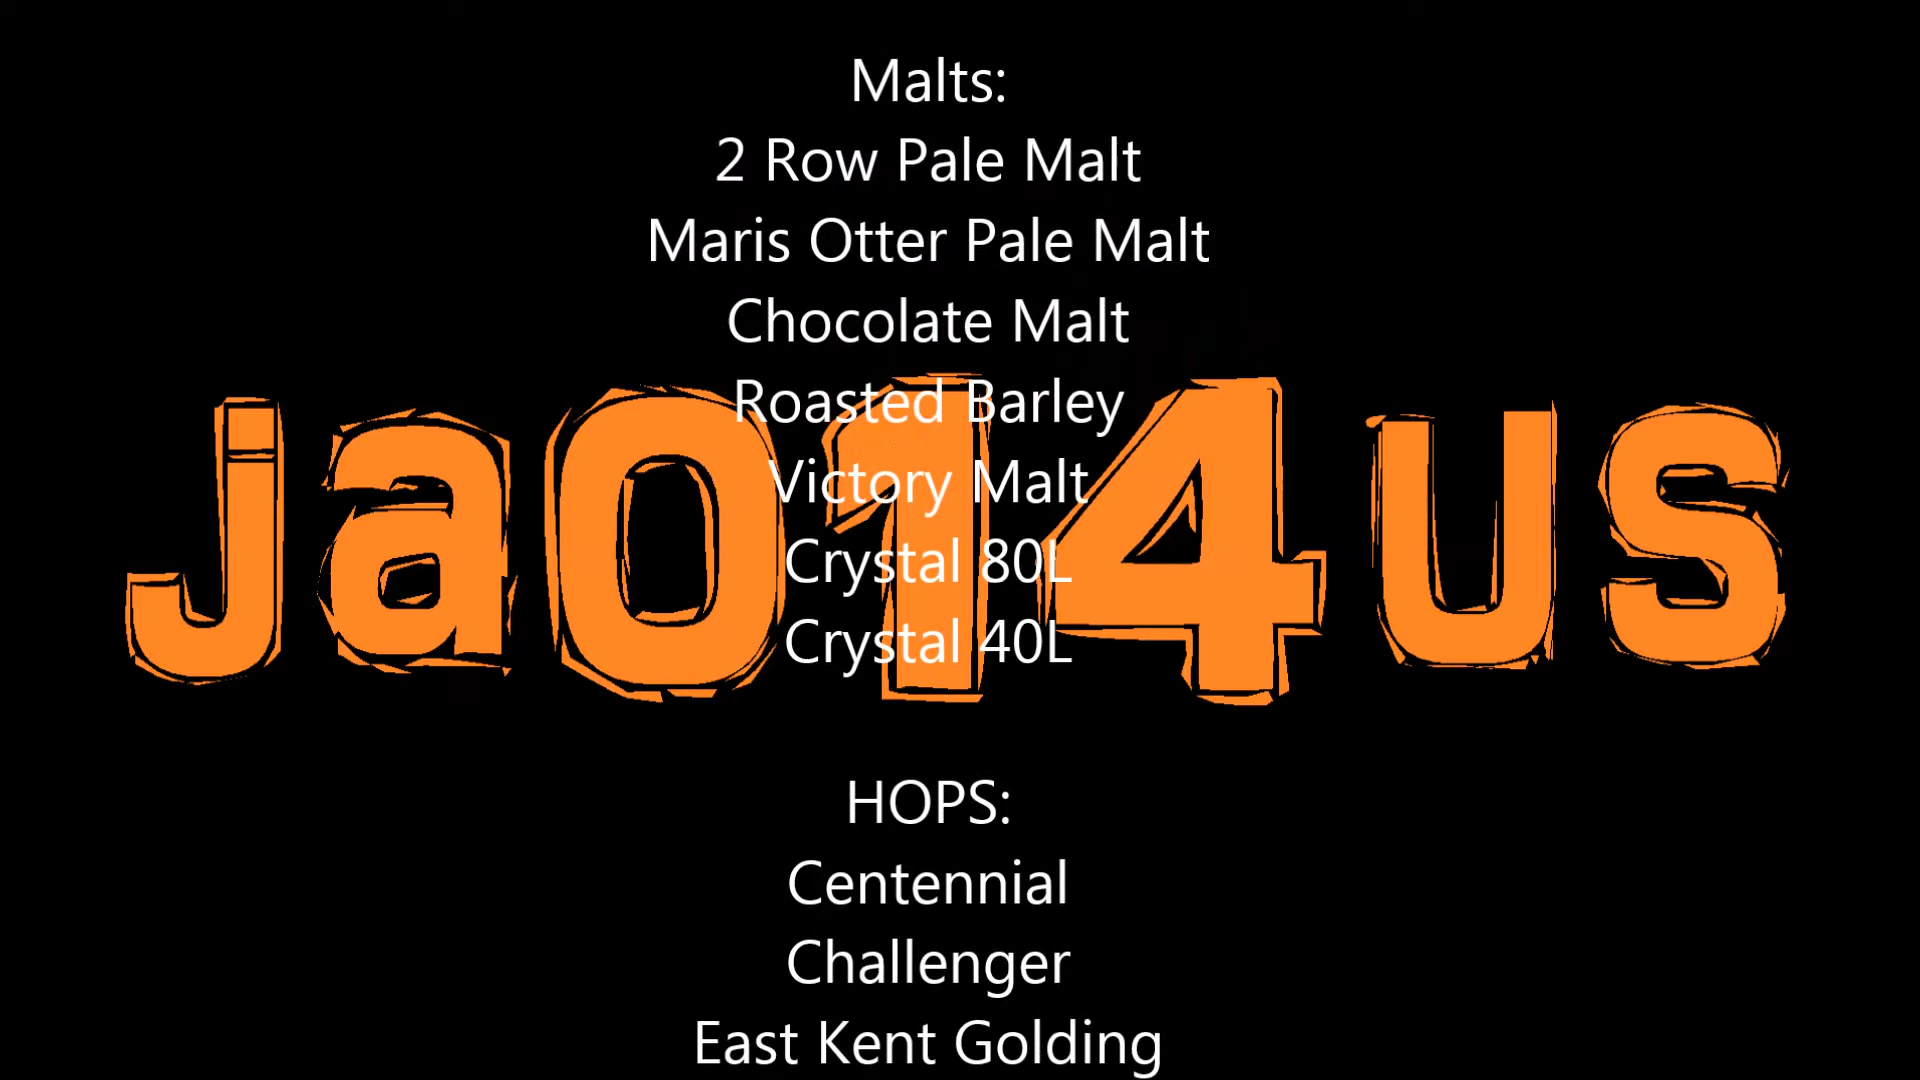 Malts:
2 Row Pale Malt
Maris Otter Pale Malt
Chocolate Malt
Roasted Barley
Victory Malt
Crystal 80L
Crystal 40L
ja014us
HOPS:
Centennial
Challenger
East Kent Golding